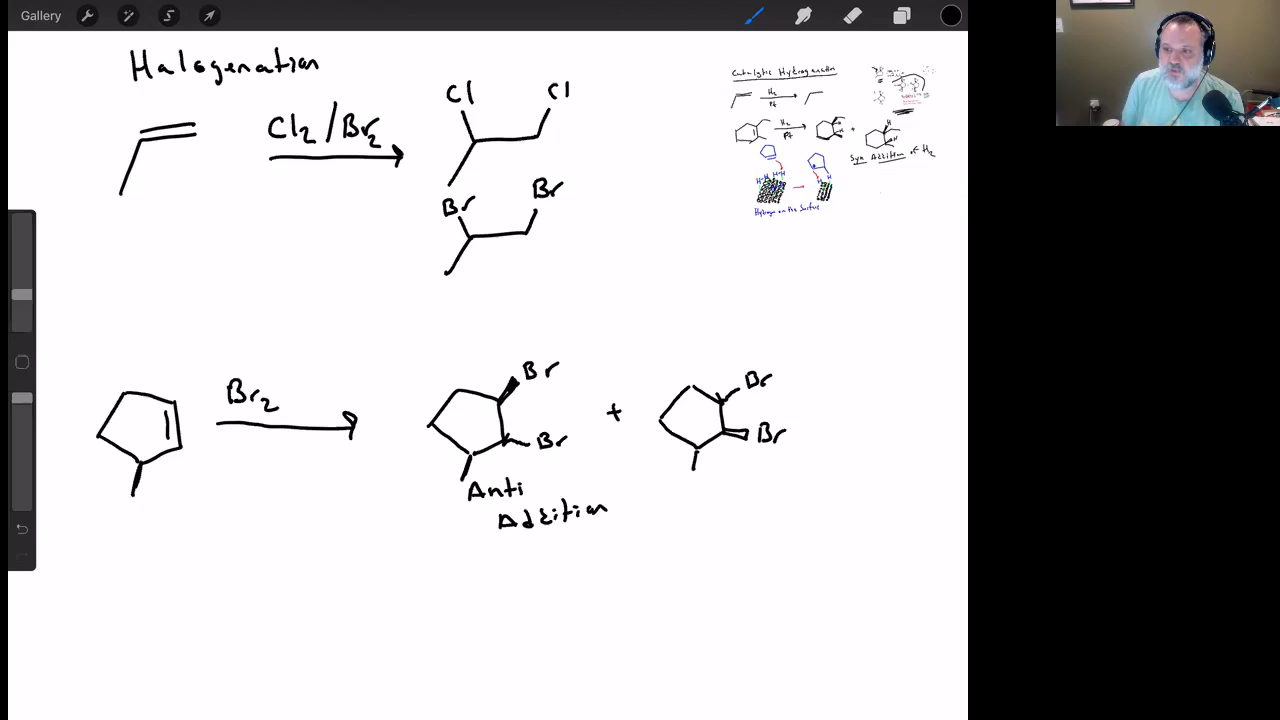 Gallery
Halogenation
Cl2/Br2
Cl Cl
Br Br
Catalytic Hydrogenation
H2
Pt
H2
Pt
+
H
H
Syn Addition of H2
H-H H-H
Hydrogen on the Surface
Br2
Br
Br
+
Br
Br
Anti
Addition